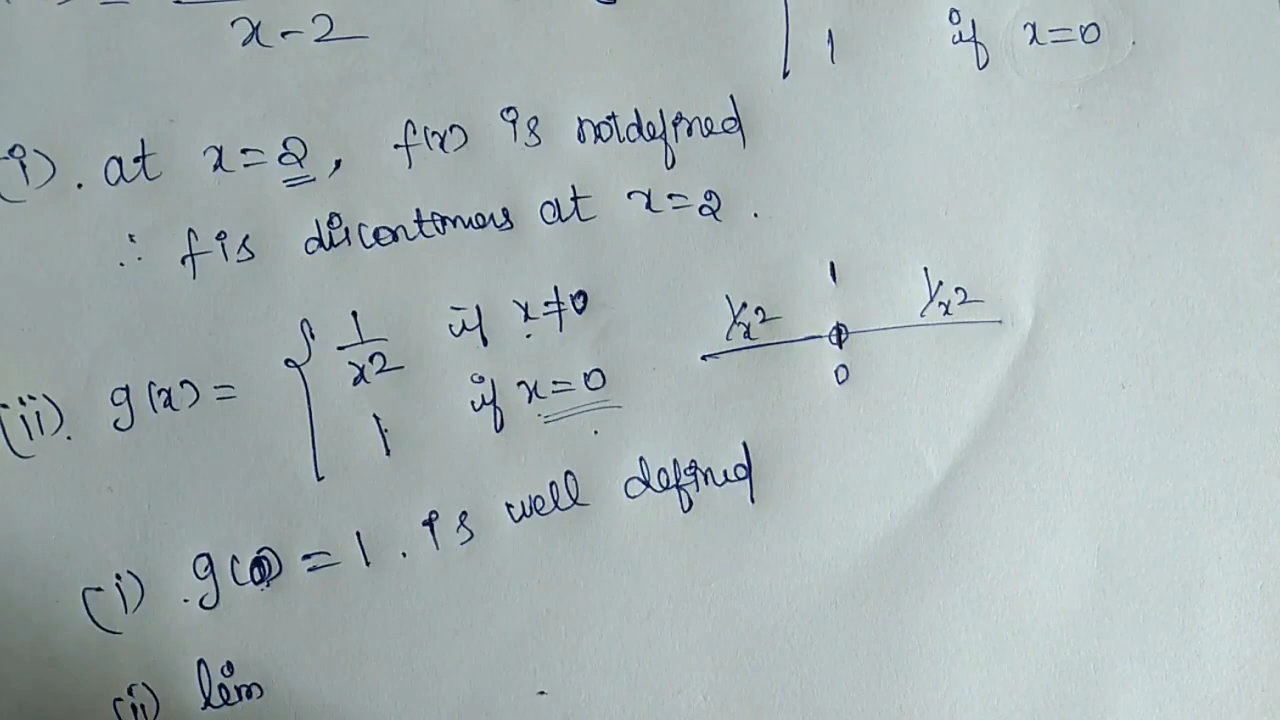 x-2
1 if x=0
(i). at x=2, f(x) is notdefined
∴ f is discontinuous at x=2.
(ii). g(x) = { 1/x2 if x≠0
1 if x=0
1/x2 1 1/x2
0
(i) g(0) = 1. is well defined
(ii) lim